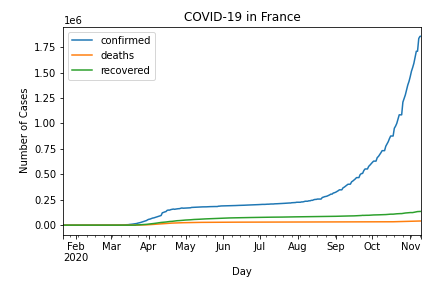 COVID-19 in France
1e6
confirmed
deaths
recovered
1.75
1.50
1.25
1.00
0.75
0.50
0.25
0.00
Number of Cases
Feb Mar Apr May Jun Jul Aug Sep Oct Nov
2020
Day